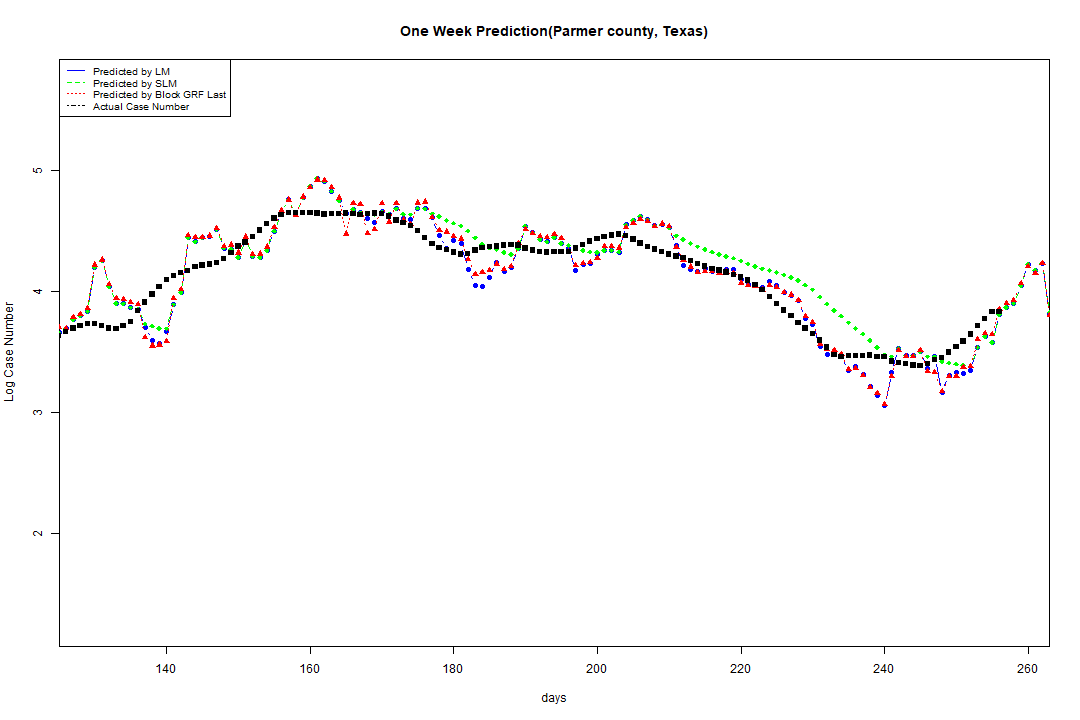 One Week Prediction(Parmer county, Texas)
Predicted by LM
Predicted by SLM
Predicted by Block GRF Last
Actual Case Number
5
4
3
2
Log Case Number
140 160 180 200 220 240 260
days